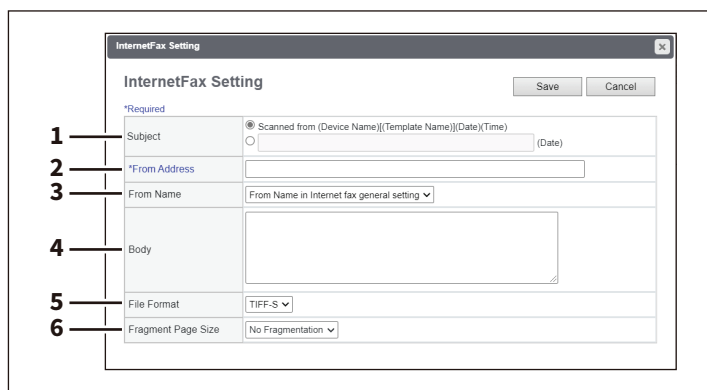 InternetFax Setting
InternetFax Setting
Save Cancel
*Required
1 Subject Scanned from (Device Name)[(Template Name)](Date)(Time)
(Date)
2 *From Address
3 From Name From Name in Internet fax general setting
4 Body
5 File Format TIFF-S
6 Fragment Page Size No Fragmentation